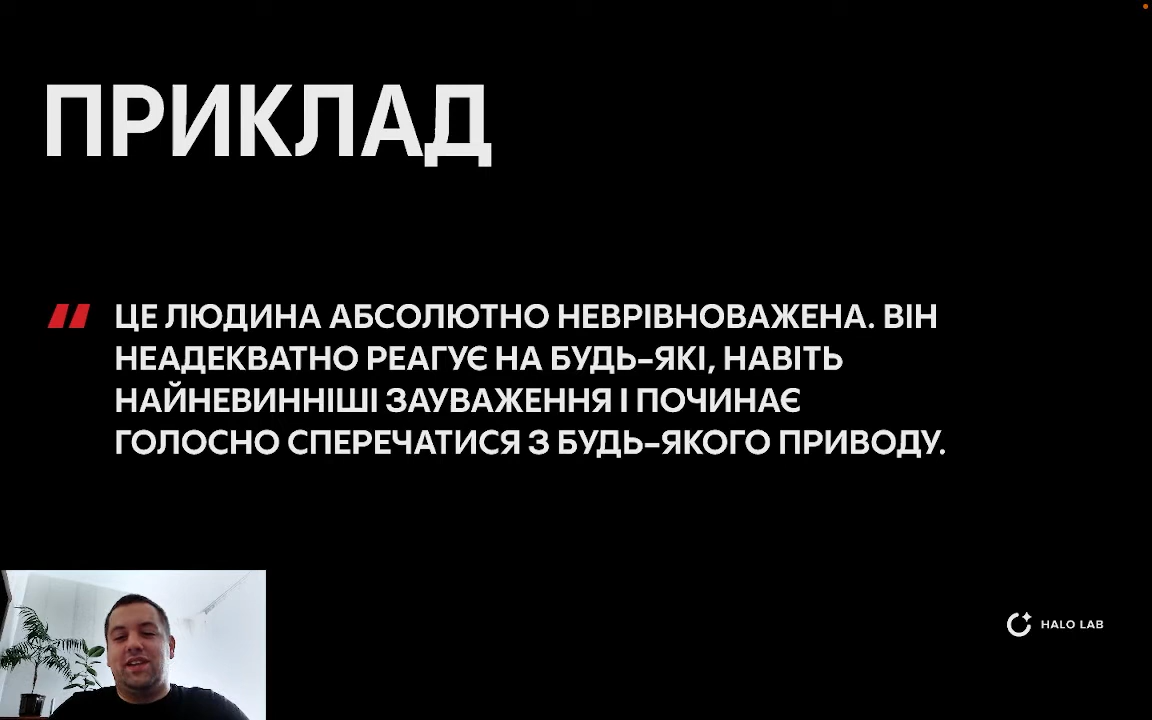 ПРИКЛАД
ЦЕ ЛЮДИНА АБСОЛЮТНО НЕВРІВНОВАЖЕНА. ВІН
НЕАДЕКВАТНО РЕАГУЄ НА БУДЬ-ЯКІ, НАВІТЬ
НАЙНЕВИННІШІ ЗАУВАЖЕННЯ І ПОЧИНАЄ
ГОЛОСНО СПЕРЕЧАТИСЯ З БУДЬ-ЯКОГО ПРИВОДУ.
HALO LAB